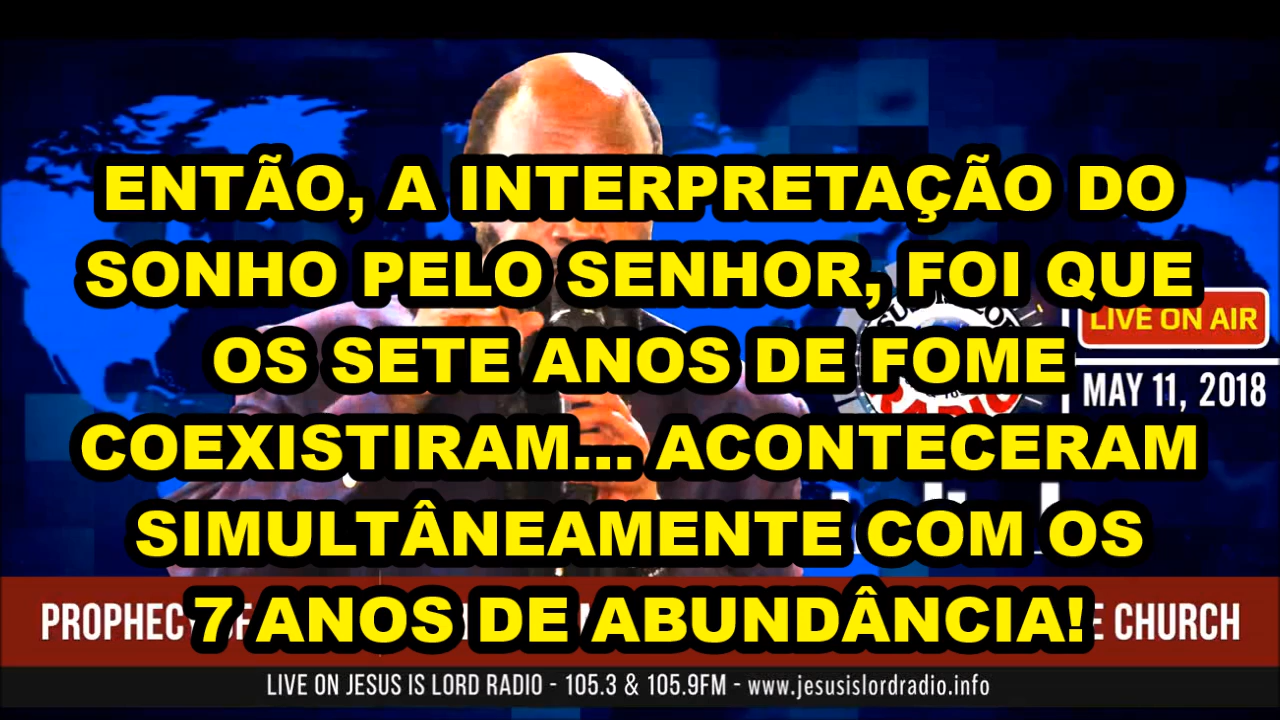 ENTÃO, A INTERPRETAÇÃO DO
SONHO PELO SENHOR, FOI QUE
OS SETE ANOS DE FOME
COEXISTIRAM... ACONTECERAM
SIMULTÂNEAMENTE COM OS
7 ANOS DE ABUNDÂNCIA!
LIVE ON AIR
MAY 11, 2018
RADIO
CHURCH
LIVE ON JESUS IS LORD RADIO - 105.3 & 105.9FM - www.jesusislordradio.info